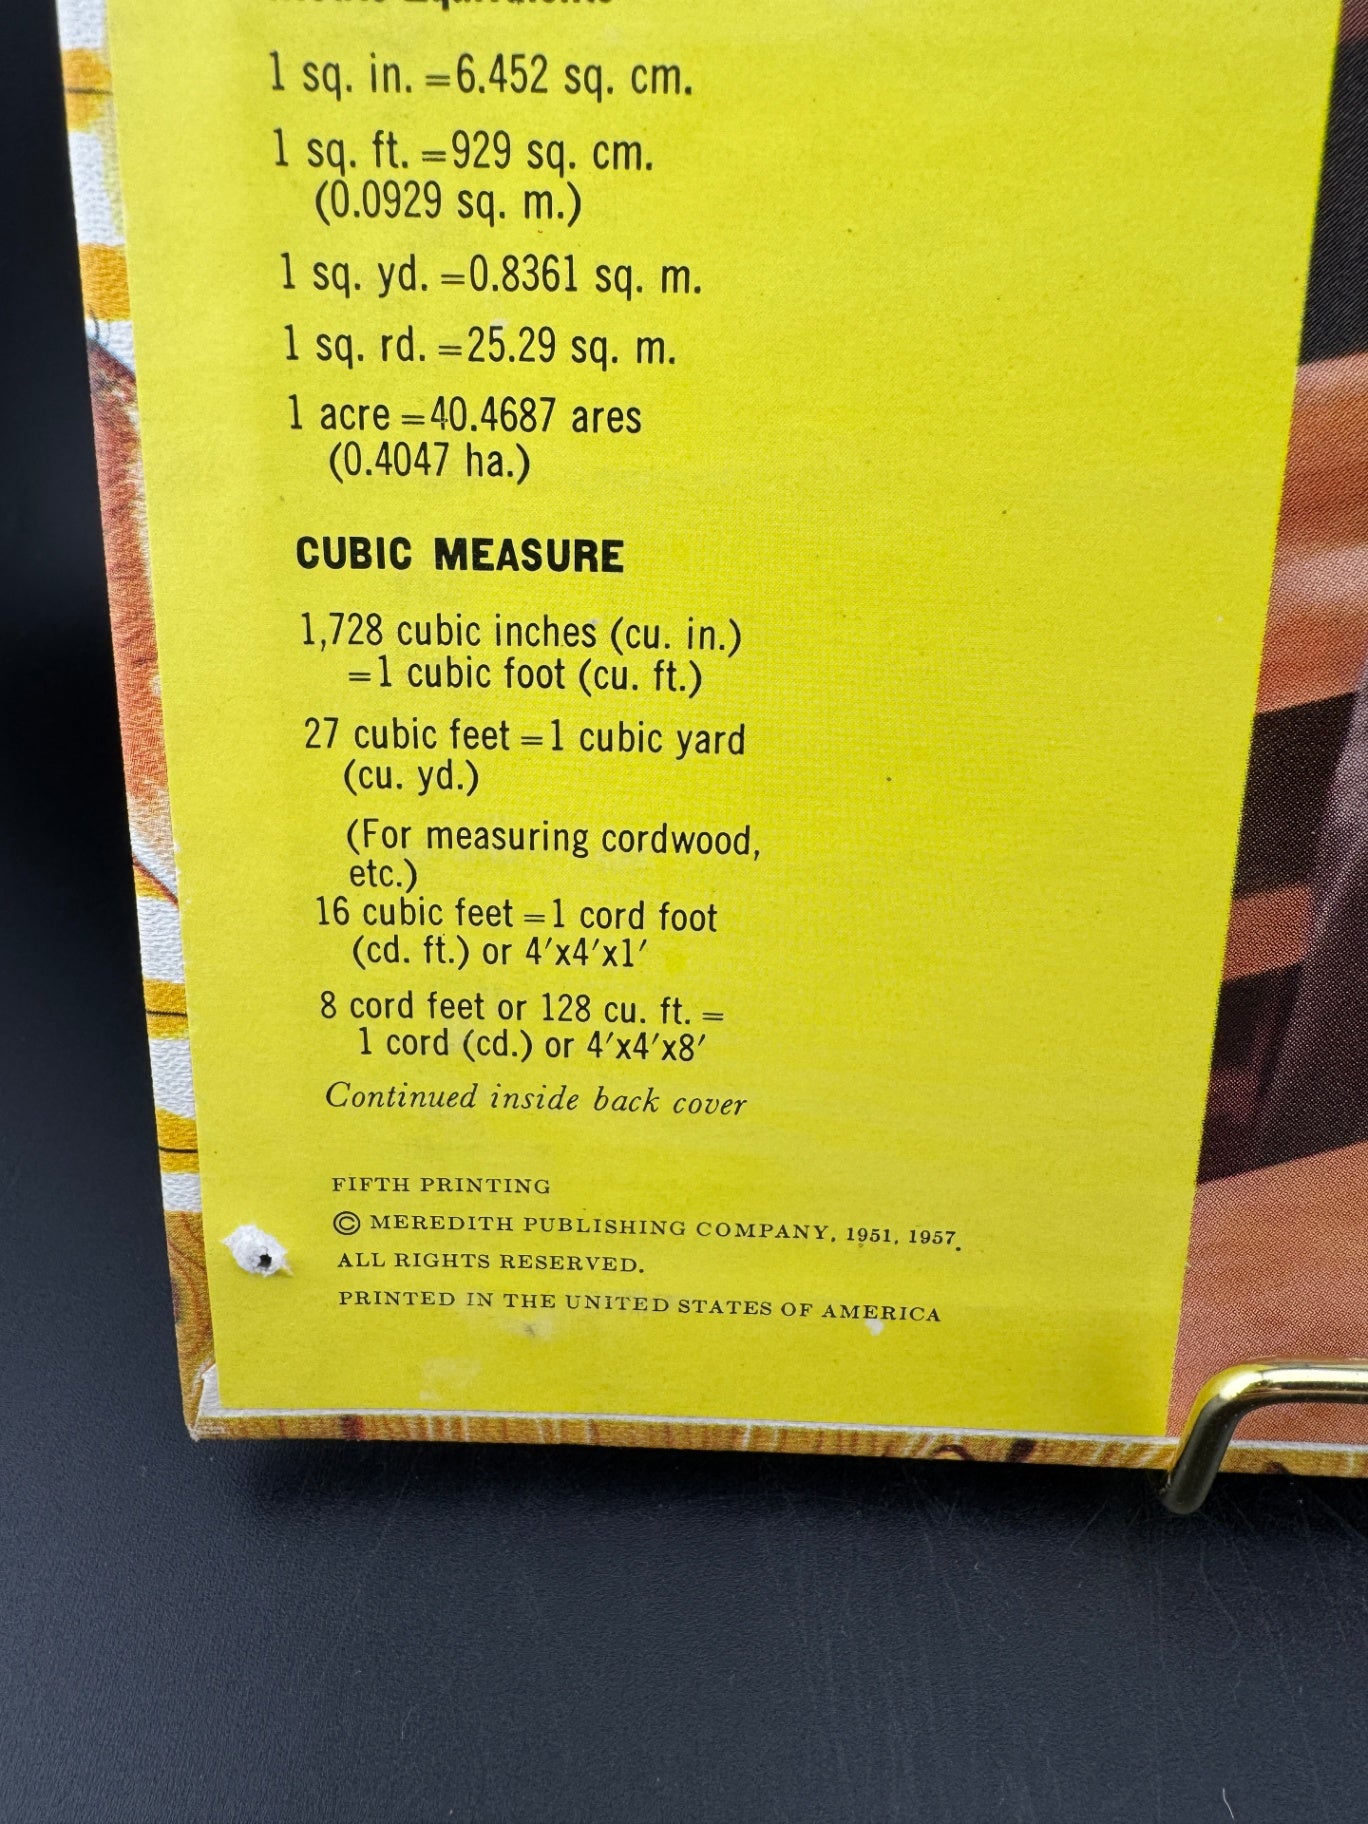 Metric Equivalents
1 sq. in. =6.452 sq. cm.
1 sq. ft. =929 sq. cm.
(0.0929 sq. m.)
1 sq. yd. =0.8361 sq. m.
1 sq. rd. =25.29 sq. m.
1 acre =40.4687 ares
(0.4047 ha.)
CUBIC MEASURE
1,728 cubic inches (cu. in.)
=1 cubic foot (cu. ft.)
27 cubic feet =1 cubic yard
(cu. yd.)
(For measuring cordwood,
etc.)
16 cubic feet =1 cord foot
(cd. ft.) or 4′x4′x1′
8 cord feet or 128 cu. ft. =
1 cord (cd.) or 4′x4′x8′
Continued inside back cover
FIFTH PRINTING
© MEREDITH PUBLISHING COMPANY, 1951, 1957.
ALL RIGHTS RESERVED.
PRINTED IN THE UNITED STATES OF AMERICA